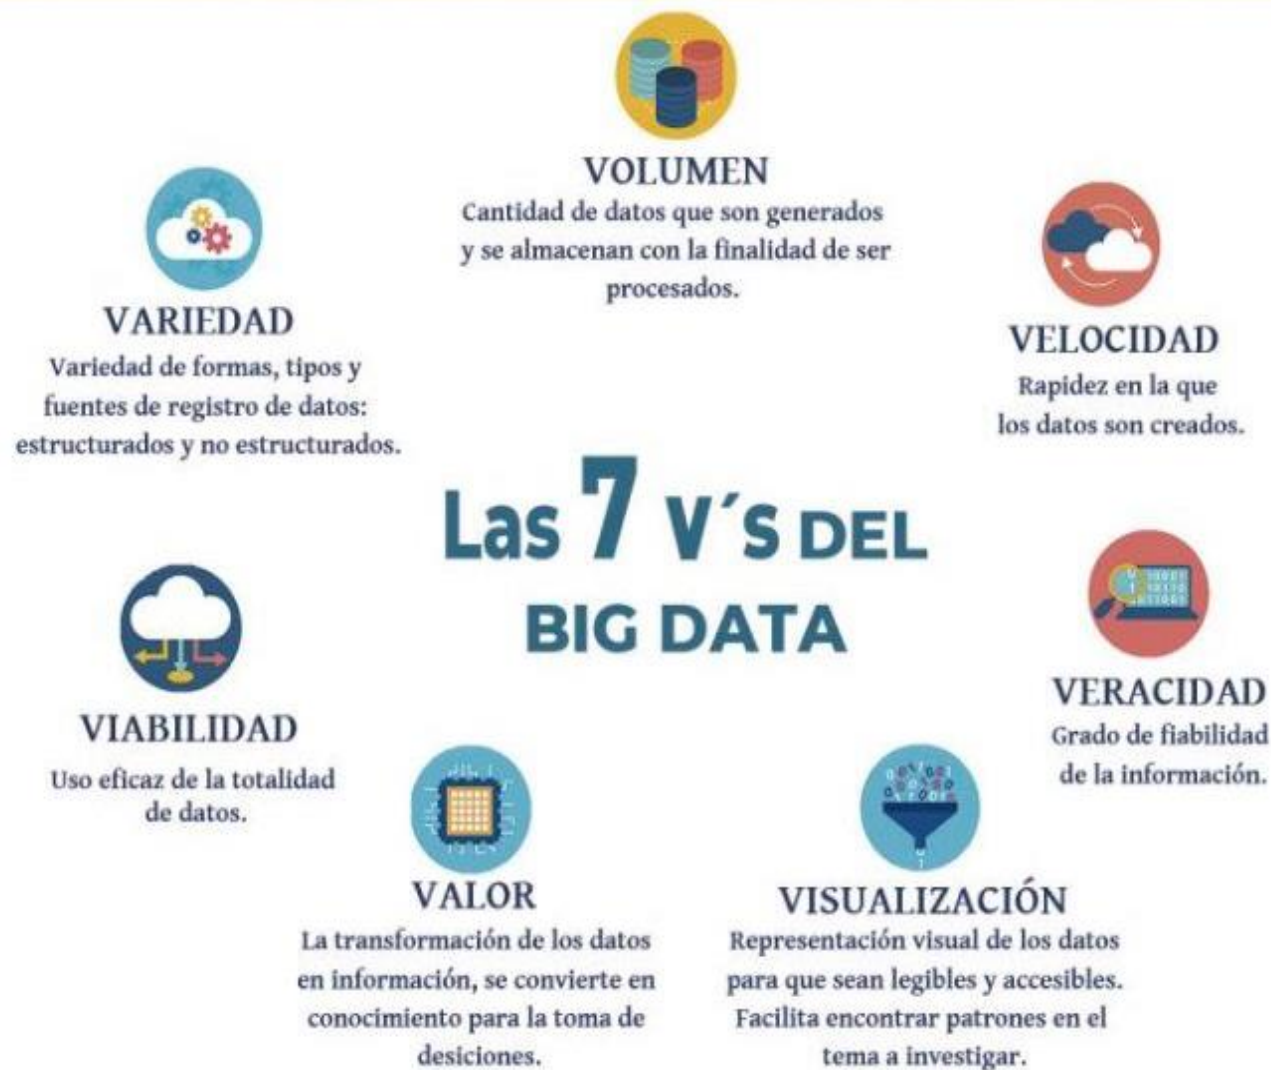 VOLUMEN
Cantidad de datos que son generados
y se almacenan con la finalidad de ser
procesados.
VARIEDAD
Variedad de formas, tipos y
fuentes de registro de datos:
estructurados y no estructurados.
VELOCIDAD
Rapidez en la que
los datos son creados.
Las 7 v´s DEL
BIG DATA
VERACIDAD
Grado de fiabilidad
de la información.
VIABILIDAD
Uso eficaz de la totalidad
de datos.
VALOR
La transformación de los datos
en información, se convierte en
conocimiento para la toma de
desiciones.
VISUALIZACIÓN
Representación visual de los datos
para que sean legibles y accesibles.
Facilita encontrar patrones en el
tema a investigar.